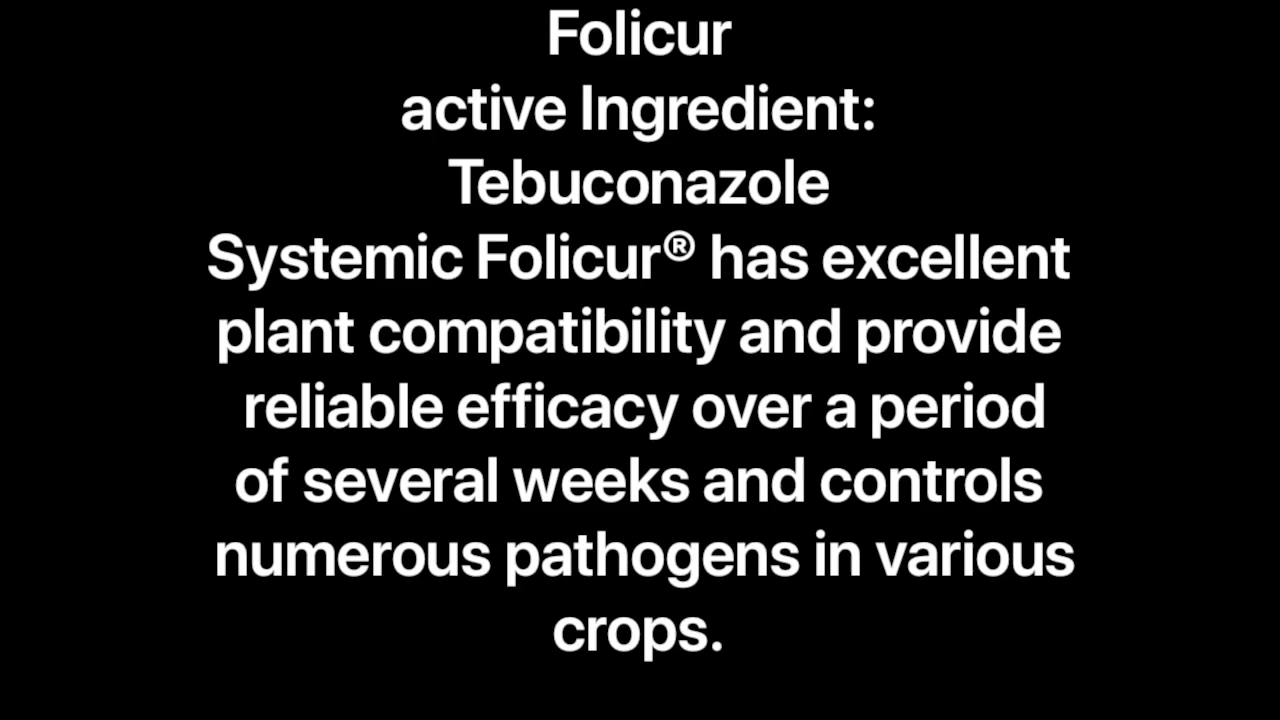 Folicur
active Ingredient:
Tebuconazole
Systemic Folicur® has excellent
plant compatibility and provide
reliable efficacy over a period
of several weeks and controls
numerous pathogens in various
crops.